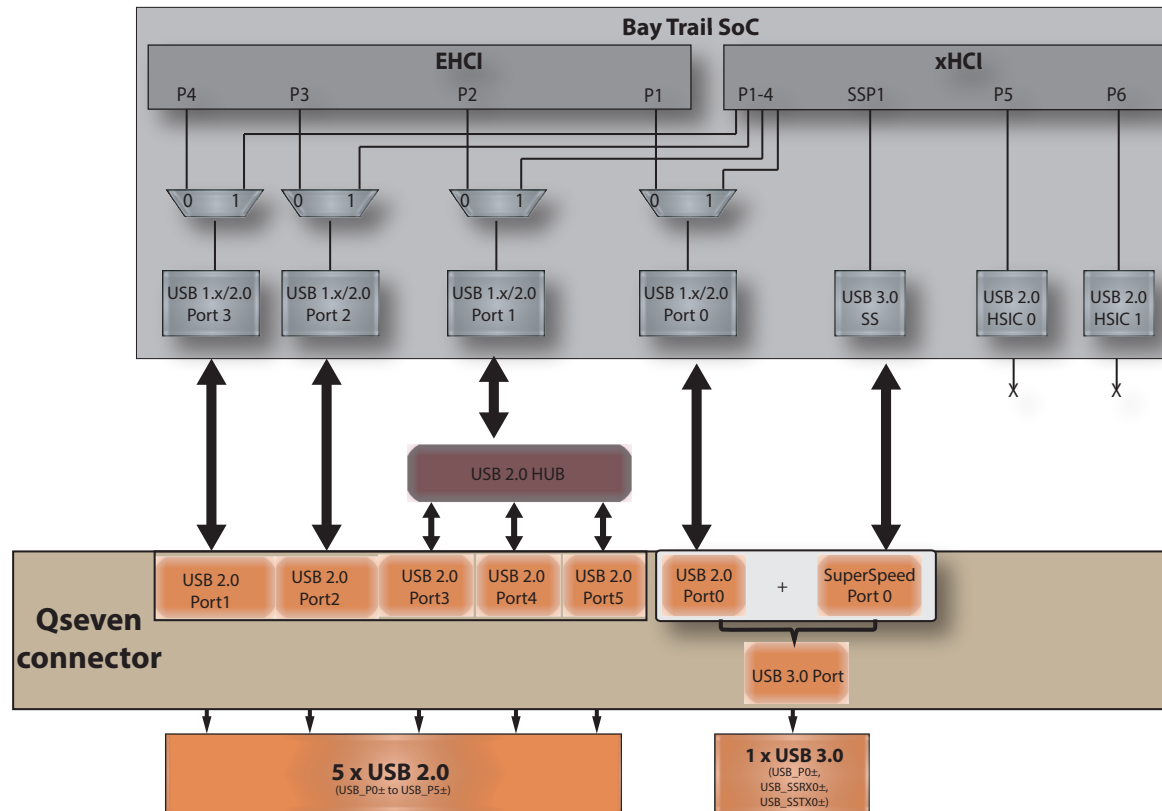 Bay Trail SoC
EHCI
xHCI
P4
P3
P2
P1
P1-4
SSP1
P5
P6
0 1
0 1
0 1
0 1
USB 1.x/2.0
Port 3
USB 1.x/2.0
Port 2
USB 1.x/2.0
Port 1
USB 1.x/2.0
Port 0
USB 3.0
SS
USB 2.0
HSIC 0
USB 2.0
HSIC 1
X
X
USB 2.0 HUB
Qseven
connector
USB 2.0
Port1
USB 2.0
Port2
USB 2.0
Port3
USB 2.0
Port4
USB 2.0
Port5
USB 2.0
Port0
+
SuperSpeed
Port 0
USB 3.0 Port
5 x USB 2.0
(USB_P0± to USB_P5±)
1 x USB 3.0
(USB_P0±,
USB_SSRX0±,
USB_SSTX0±)